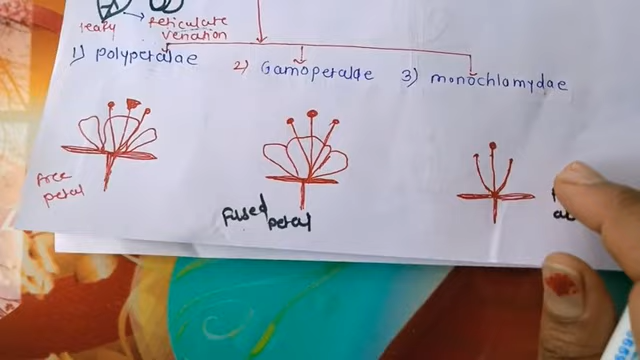 leafy
reticulate
venation
1) Polypetalae
2) Gamopetalae
3) monochlamydae
Free
petal
Fused
petal